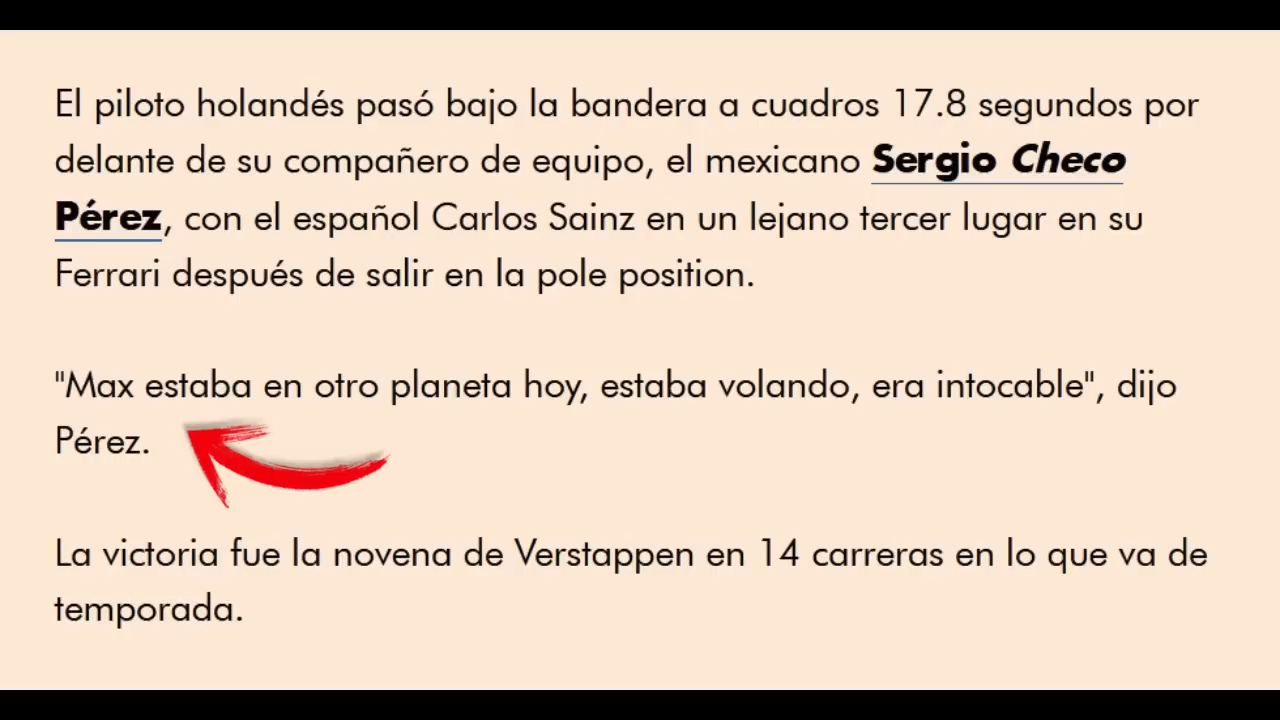 El piloto holandés pasó bajo la bandera a cuadros 17.8 segundos por
delante de su compañero de equipo, el mexicano Sergio Checo
Pérez, con el español Carlos Sainz en un lejano tercer lugar en su
Ferrari después de salir en la pole position.
"Max estaba en otro planeta hoy, estaba volando, era intocable", dijo
Pérez.
La victoria fue la novena de Verstappen en 14 carreras en lo que va de
temporada.